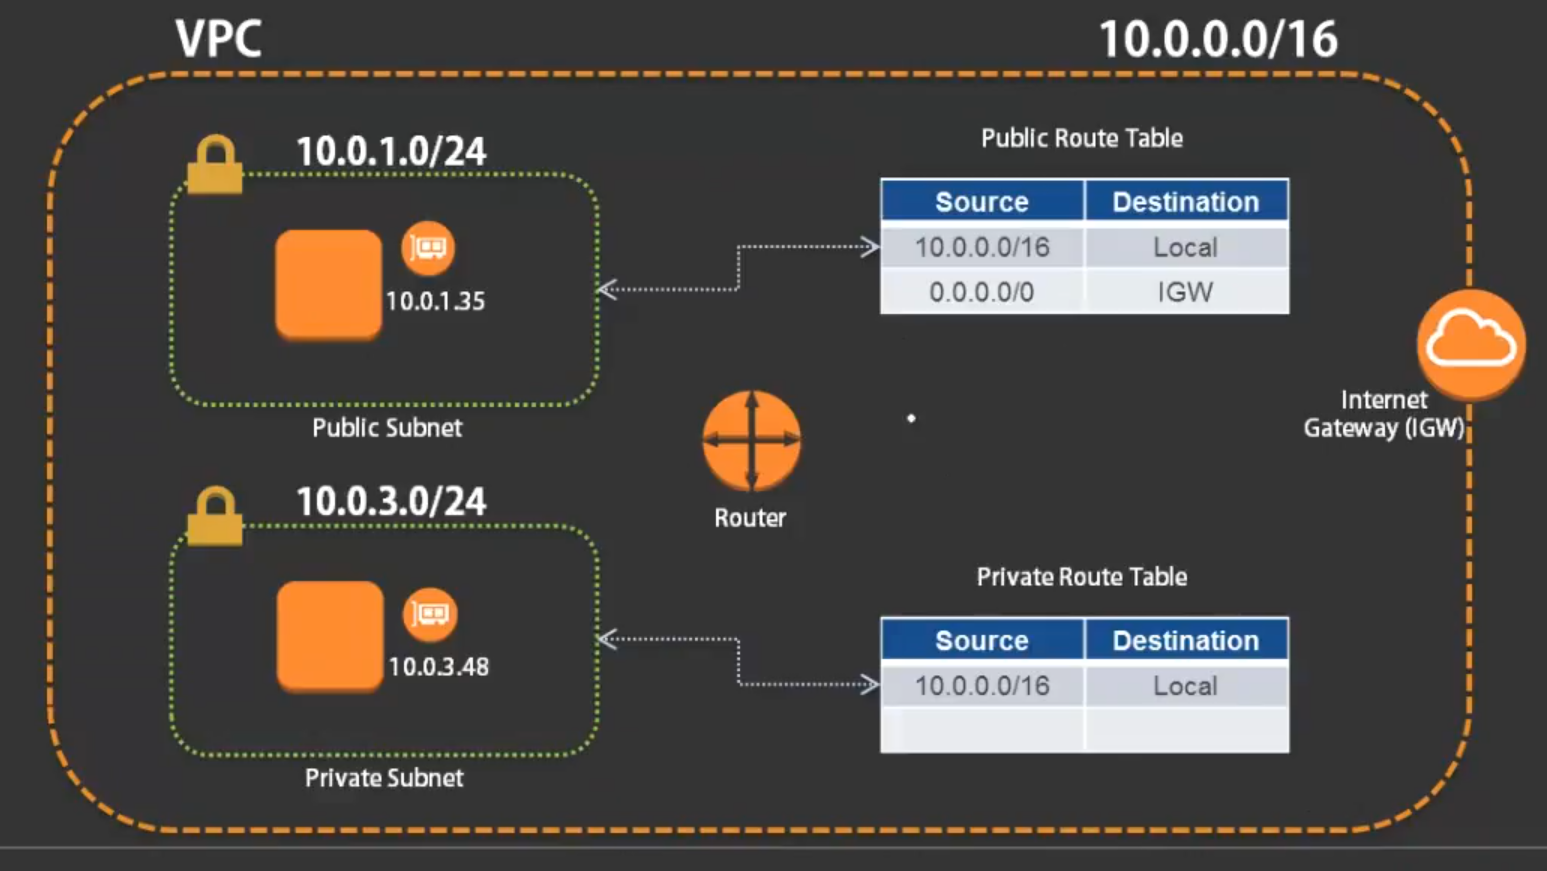 VPC
10.0.0.0/16
10.0.1.0/24
10.0.1.35
Public Subnet
Public Route Table
Source Destination
10.0.0.0/16 Local
0.0.0.0/0 IGW
Internet
Gateway (IGW)
Router
10.0.3.0/24
10.0.3.48
Private Subnet
Private Route Table
Source Destination
10.0.0.0/16 Local